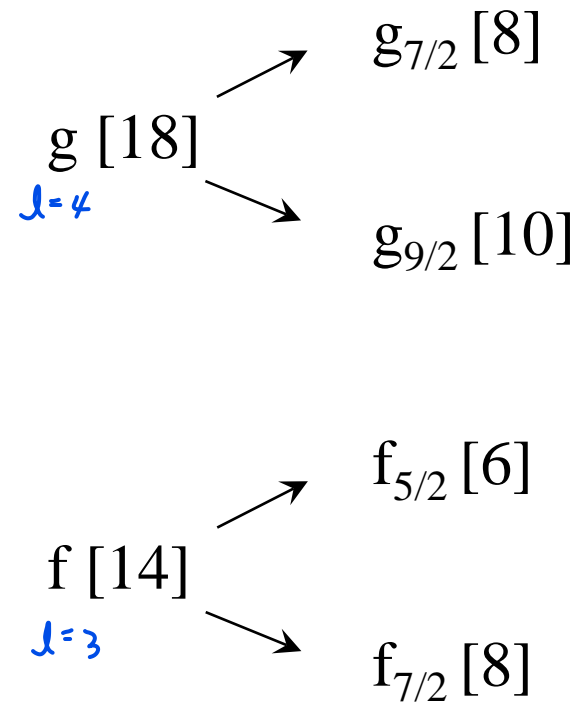 g₇/₂ [8]
g [18]
l=4
g₉/₂ [10]
f₅/₂ [6]
f [14]
l=3
f₇/₂ [8]